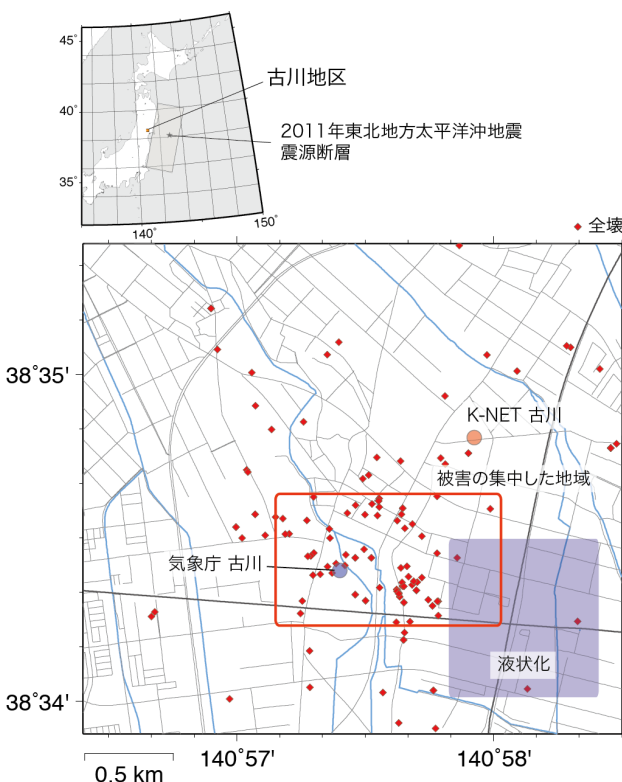 45°
40°
35°
140°
150°
古川地区
2011年東北地方太平洋沖地震
震源断層
全壊
38°35'
K-NET 古川
被害の集中した地域
気象庁 古川
液状化
38°34'
0.5 km
140°57'
140°58'